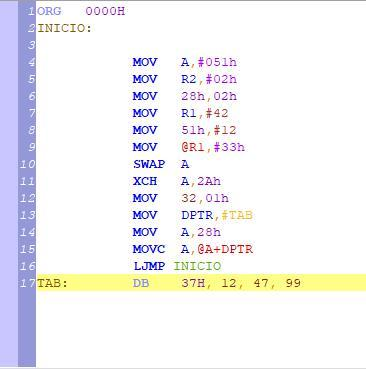 1 ORG 0000H
2 INICIO:
3
4 MOV A,#051h
5 MOV R2,#02h
6 MOV 28h,02h
7 MOV R1,#42
8 MOV 51h,#12
9 MOV @R1,#33h
10 SWAP A
11 XCH A,2Ah
12 MOV 32,01h
13 MOV DPTR,#TAB
14 MOV A,28h
15 MOVC A,@A+DPTR
16 LJMP INICIO
17 TAB: DB 37H, 12, 47, 99